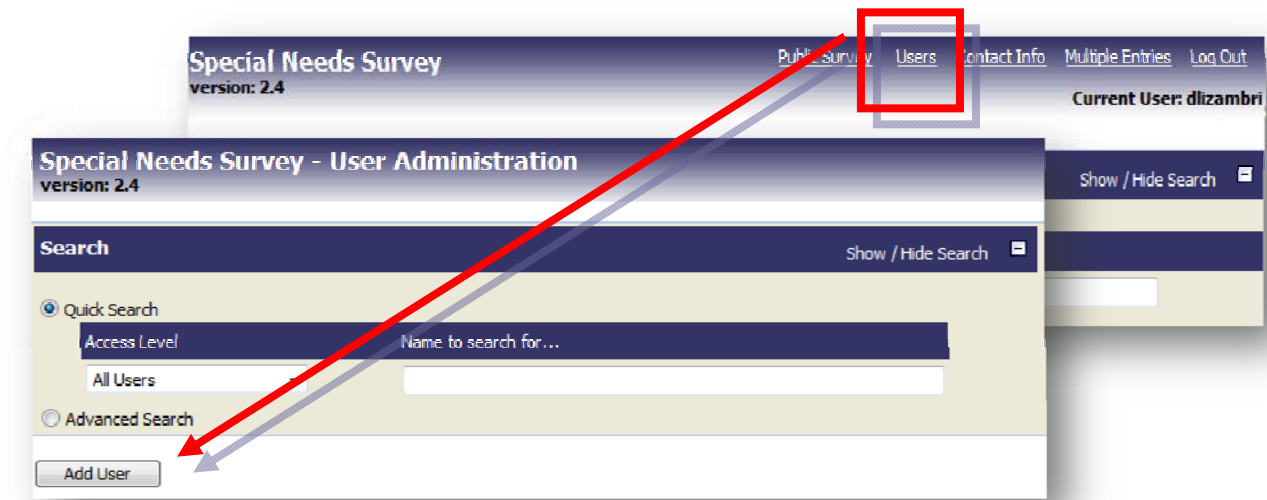 Special Needs Survey
version: 2.4
Public Survey Users Contact Info Multiple Entries Log Out
Current User: dlizambri
Show / Hide Search
Special Needs Survey - User Administration
version: 2.4
Search
Show / Hide Search
Quick Search
Access Level
Name to search for...
All Users
Advanced Search
Add User